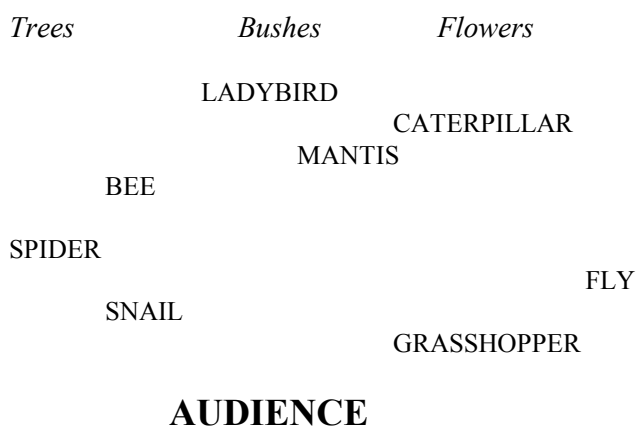 Trees Bushes Flowers
LADYBIRD
CATERPILLAR
MANTIS
BEE
SPIDER
FLY
SNAIL
GRASSHOPPER
AUDIENCE